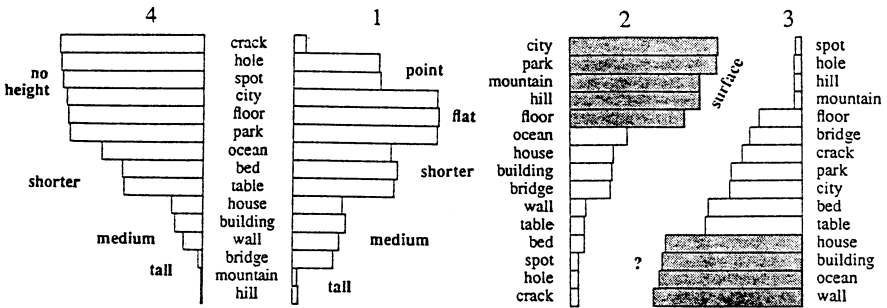 4 1 2 3
crack city spot
hole park hole
no height spot point mountain hill
city hill surface mountain
floor flat floor floor
park ocean bridge
ocean house crack
bed building park
shorter table shorter bridge city
house wall bed
building table table
medium wall medium bed house
bridge spot ? building
tall mountain tall hole ocean
hill crack wall